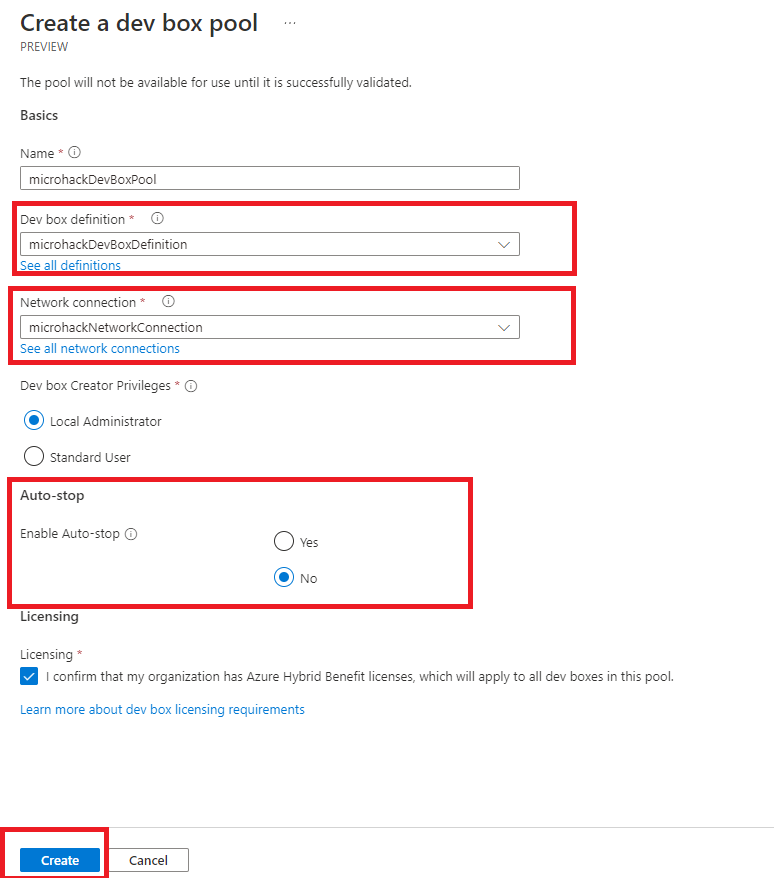 Create a dev box pool ...
PREVIEW
The pool will not be available for use until it is successfully validated.
Basics
Name *
microhackDevBoxPool
Dev box definition *
microhackDevBoxDefinition
See all definitions
Network connection *
microhackNetworkConnection
See all network connections
Dev box Creator Privileges *
Local Administrator
Standard User
Auto-stop
Enable Auto-stop
Yes
No
Licensing
Licensing *
I confirm that my organization has Azure Hybrid Benefit licenses, which will apply to all dev boxes in this pool.
Learn more about dev box licensing requirements
Create Cancel